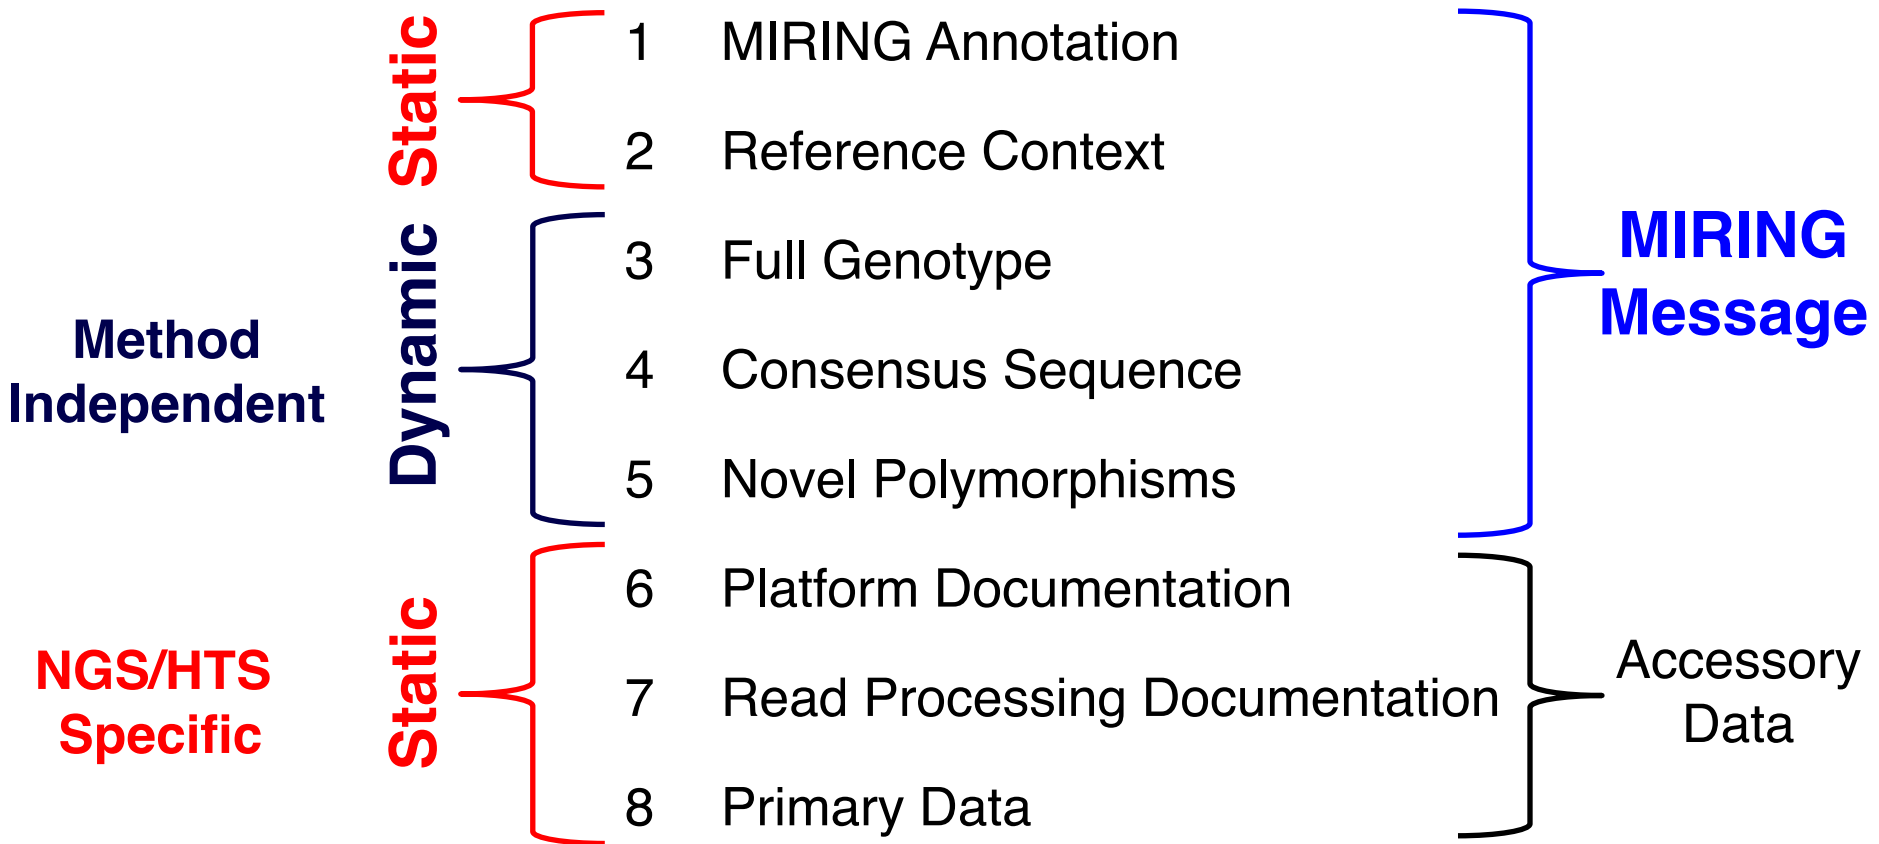 Static
1 MIRING Annotation
2 Reference Context
Method
Independent
Dynamic
3 Full Genotype
4 Consensus Sequence
5 Novel Polymorphisms
MIRING
Message
NGS/HTS
Specific
Static
6 Platform Documentation
7 Read Processing Documentation
8 Primary Data
Accessory
Data